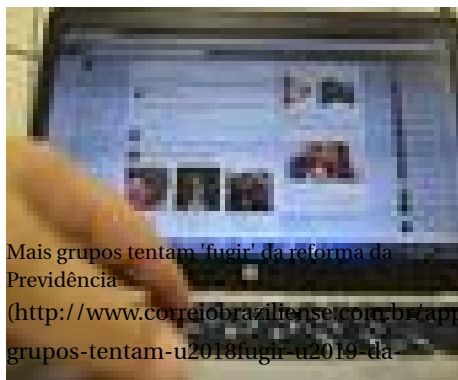 Mais grupos tentam 'fugir' da reforma da
Previdência
(http://www.correiobraziliense.com.br/app
grupos-tentam-u2018fugir-u2019-da-